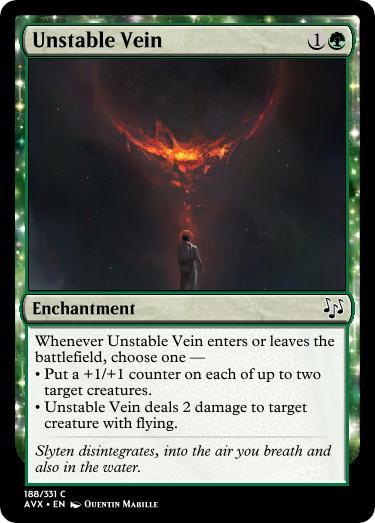 Unstable Vein 1
Enchantment
Whenever Unstable Vein enters or leaves the
battlefield, choose one —
• Put a +1/+1 counter on each of up to two
target creatures.
• Unstable Vein deals 2 damage to target
creature with flying.
Slyten disintegrates, into the air you breath and
also in the water.
188/331 C
AVX • EN Quentin Mabille